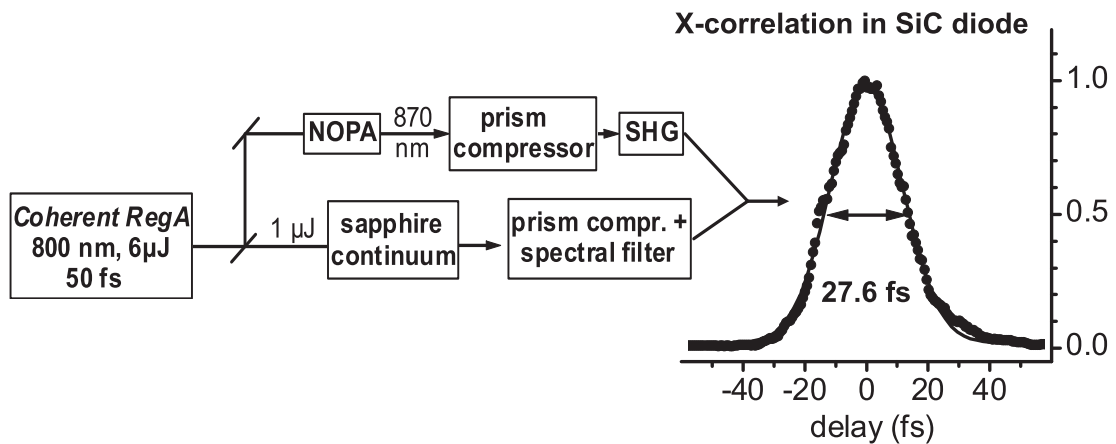 X-correlation in SiC diode
NOPA
870
nm
prism
compressor
SHG
Coherent RegA
800 nm, 6µJ
50 fs
1 µJ
sapphire
continuum
prism compr. +
spectral filter
27.6 fs
1.0
0.5
0.0
-40 -20 0 20 40
delay (fs)